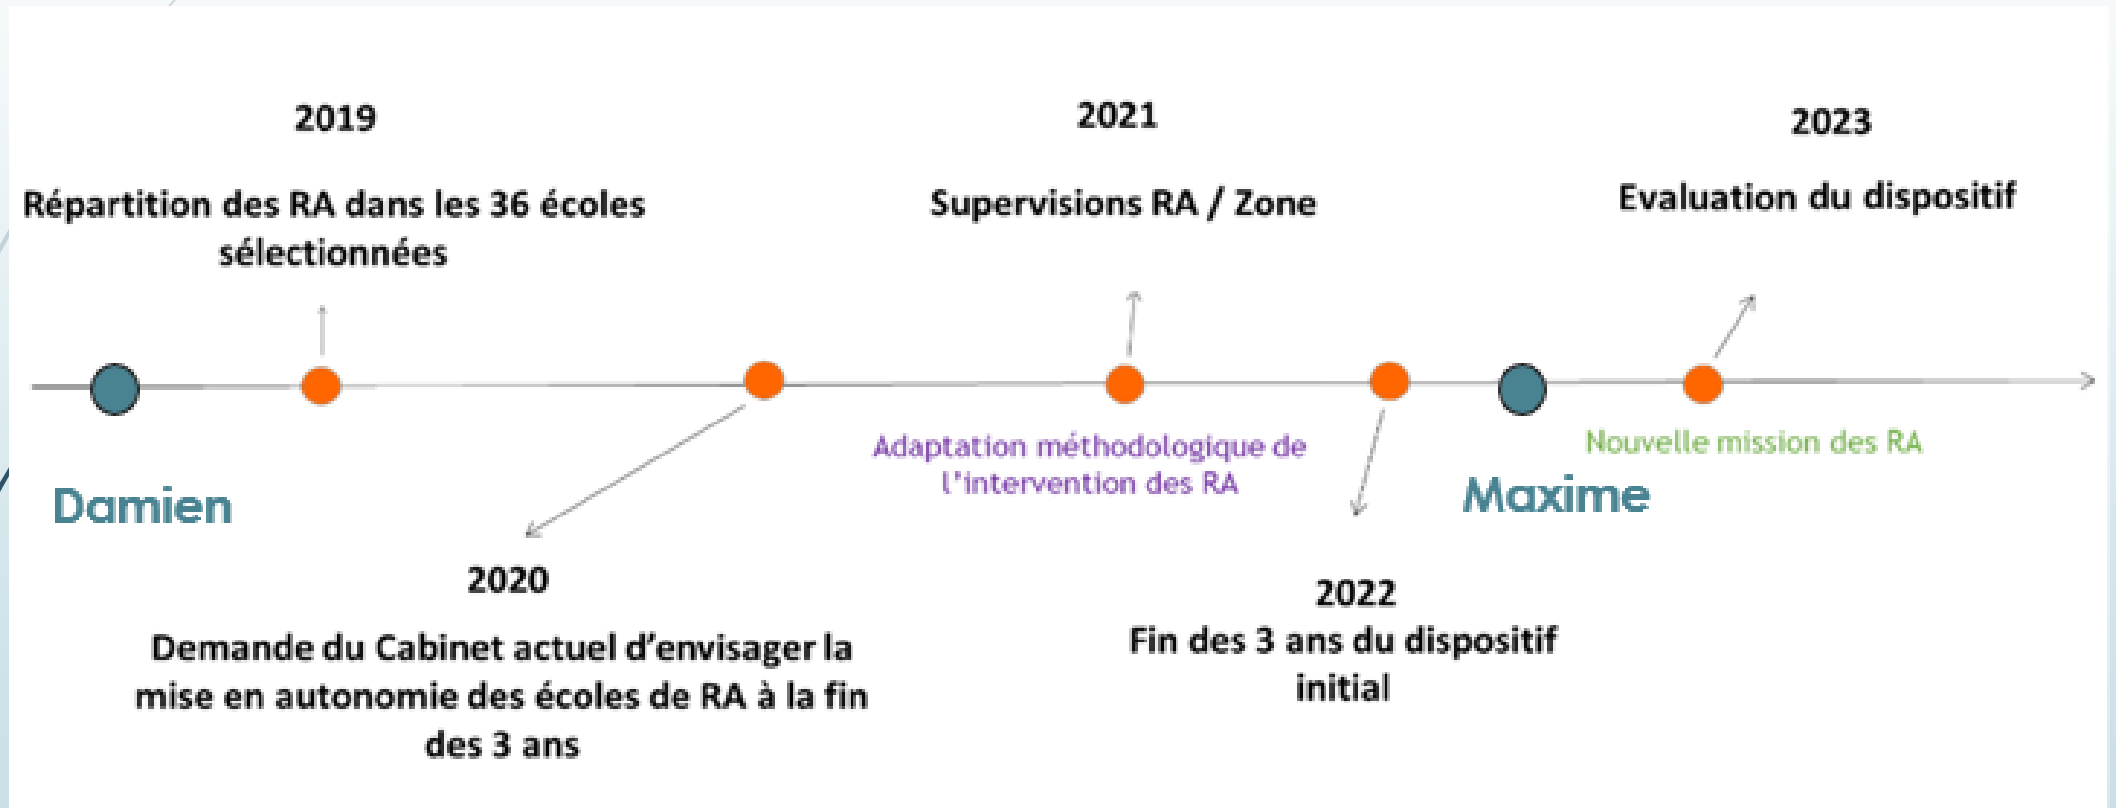 2019
Répartition des RA dans les 36 écoles
sélectionnées
2021
Supervisions RA / Zone
2023
Evaluation du dispositif
Damien
2020
Demande du Cabinet actuel d'envisager la
mise en autonomie des écoles de RA à la fin
des 3 ans
Adaptation méthodologique de
l'intervention des RA
2022
Fin des 3 ans du dispositif
initial
Maxime
Nouvelle mission des RA